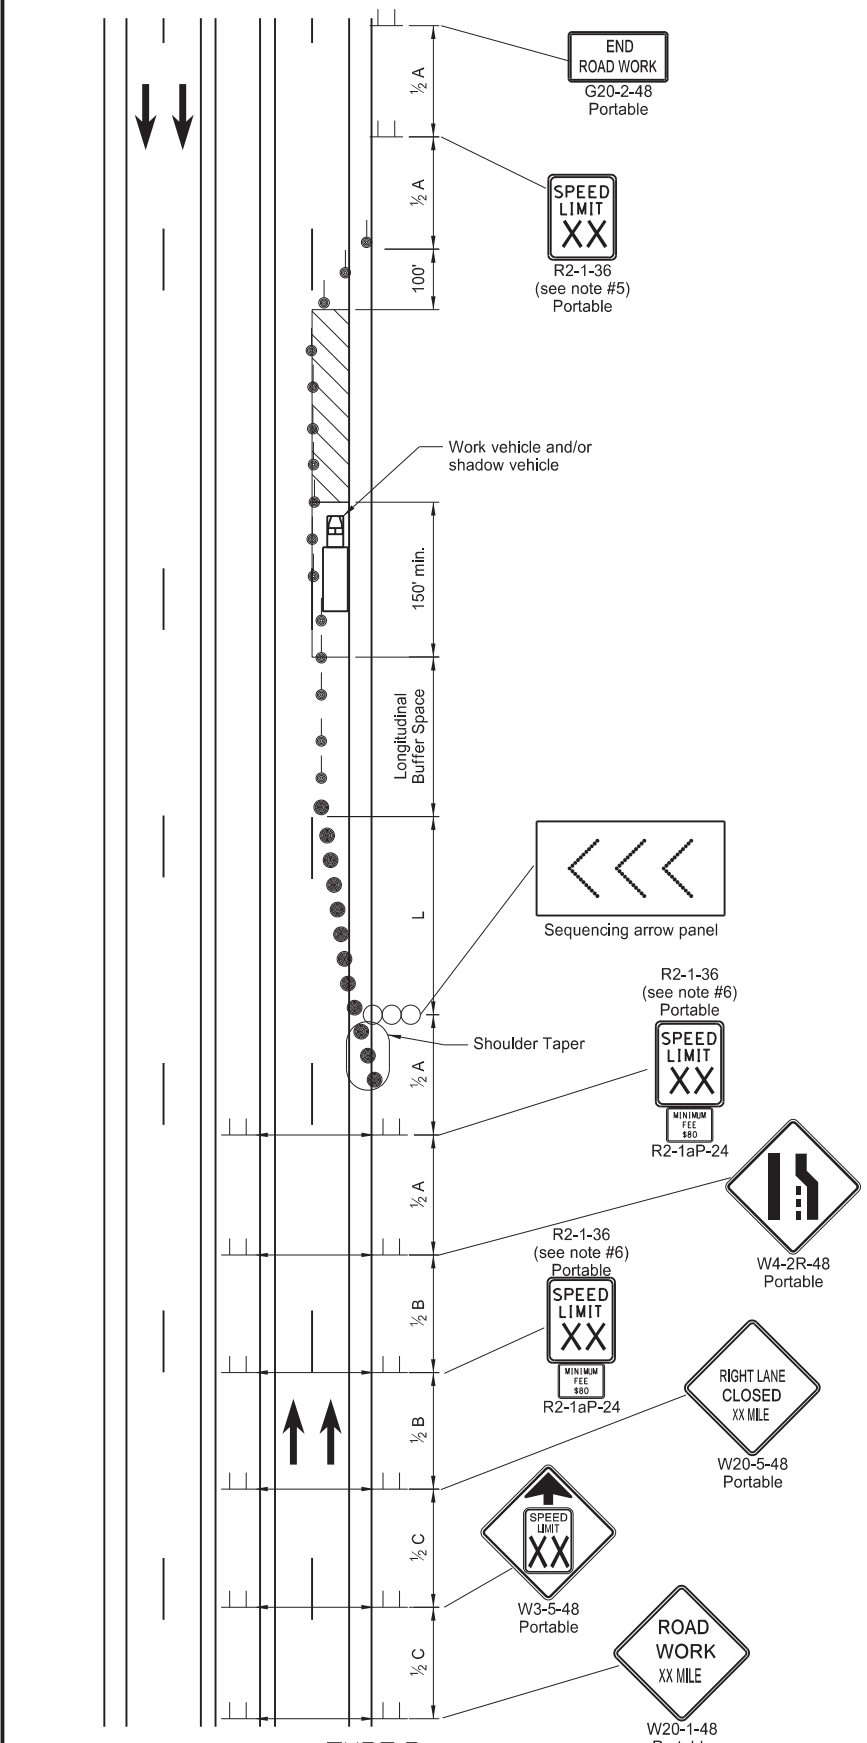 ½ A
END
ROAD WORK
G20-2-48
Portable
½ A
SPEED
LIMIT
XX
R2-1-36
(see note #5)
Portable
100'
Work vehicle and/or
shadow vehicle
150' min.
Longitudinal
Buffer Space
L
Sequencing arrow panel
R2-1-36
(see note #6)
Portable
SPEED
LIMIT
XX
MINIMUM
FEE
$80
R2-1aP-24
Shoulder Taper
½ A
½ A
W4-2R-48
Portable
R2-1-36
(see note #6)
Portable
SPEED
LIMIT
XX
MINIMUM
FEE
$80
R2-1aP-24
½ B
RIGHT LANE
CLOSED
XX MILE
W20-5-48
Portable
½ B
SPEED
LIMIT
XX
W3-5-48
Portable
½ C
ROAD
WORK
XX MILE
W20-1-48
½ C